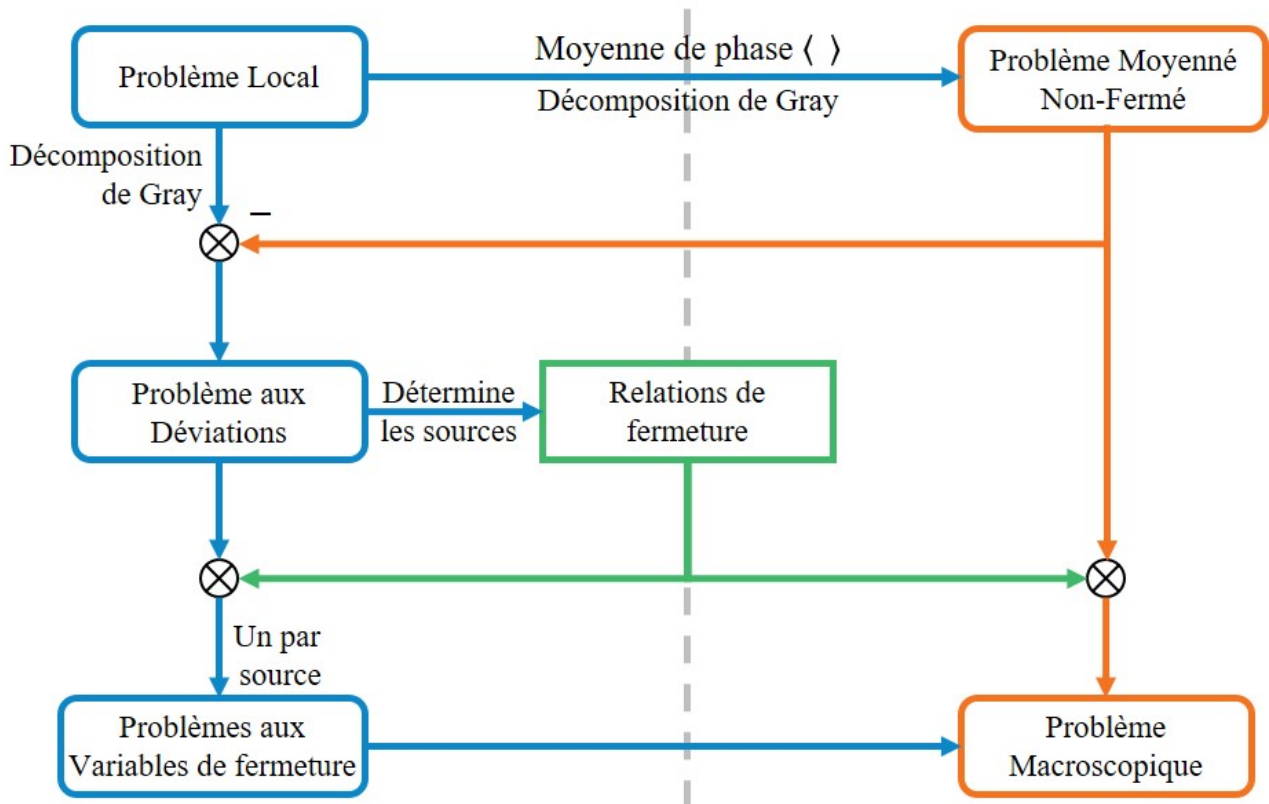 Problème Local
Moyenne de phase ⟨ ⟩
Décomposition de Gray
Problème Moyenné
Non-Fermé
Décomposition
de Gray
–
Problème aux
Déviations
Détermine
les sources
Relations de
fermeture
Un par
source
Problèmes aux
Variables de fermeture
Problème
Macroscopique